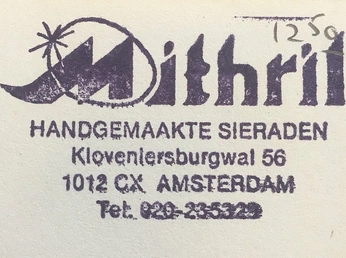 1250
Mithril
HANDGEMAAKTE SIERADEN
Kloveniersburgwal 56
1012 CX AMSTERDAM
Tel. 020-235329